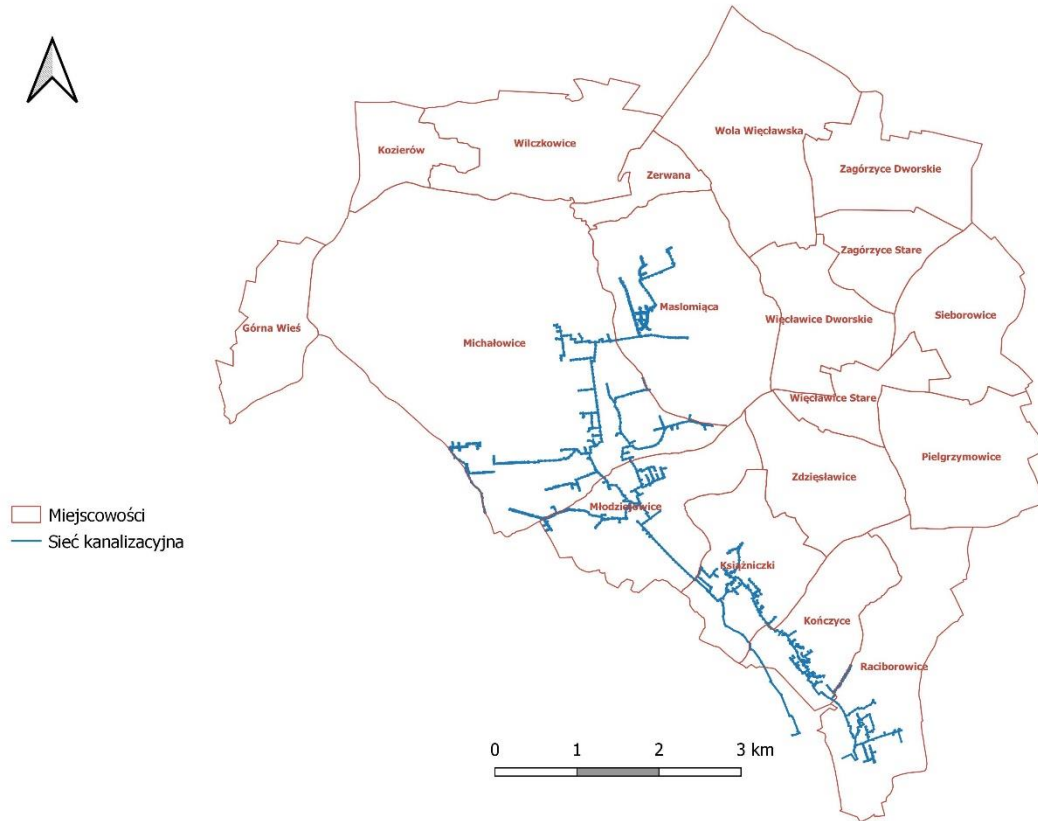 Wola Więcławska
Wilczkowice
Kozierów
Zagórzyce Dworskie
Zerwana
Zagórzyce Stare
Maslomiąca
Więcławice Dworskie
Sieborowice
Górna Wieś
Michałowice
Więcławice Stare
Pielgrzymowice
Zdzięsławice
Młodziejowice
Miejscowości
Sieć kanalizacyjna
Książniczki
Kończyce
Raciborowice
0 1 2 3 km